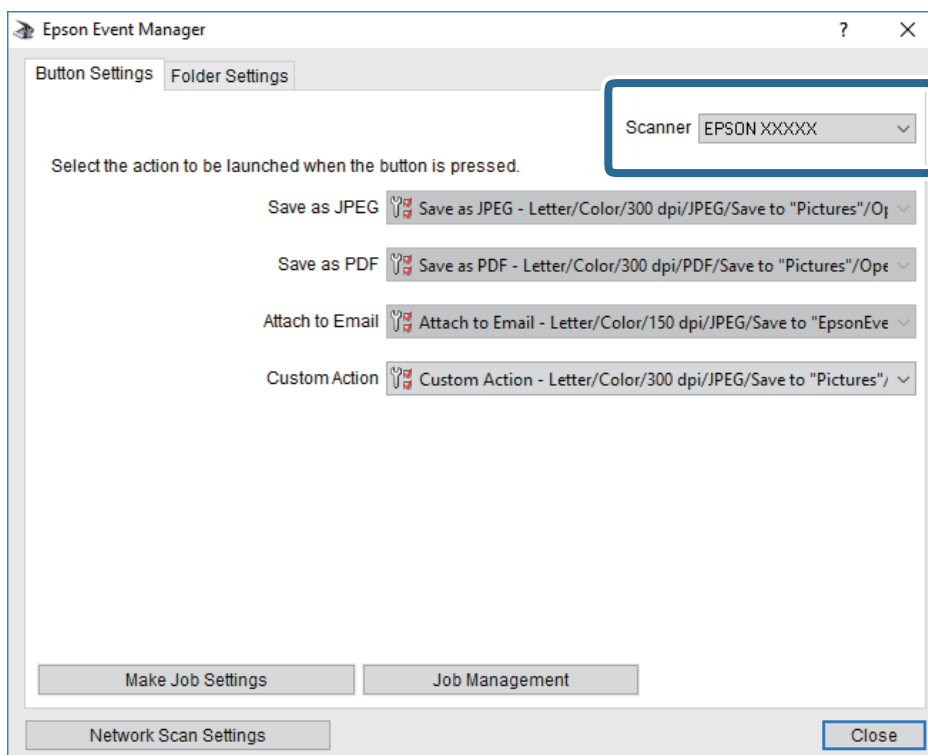 Epson Event Manager
Button Settings Folder Settings
Scanner EPSON XXXXX
Select the action to be launched when the button is pressed.
Save as JPEG Save as JPEG - Letter/Color/300 dpi/JPEG/Save to "Pictures"/Op
Save as PDF Save as PDF - Letter/Color/300 dpi/PDF/Save to "Pictures"/Ope
Attach to Email Attach to Email - Letter/Color/150 dpi/JPEG/Save to "EpsonEve
Custom Action Custom Action - Letter/Color/300 dpi/JPEG/Save to "Pictures"/
Make Job Settings Job Management
Network Scan Settings Close